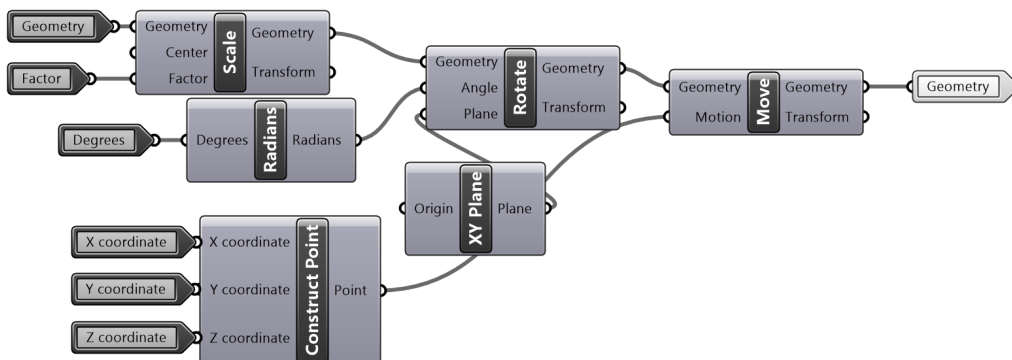 Geometry
Factor
Geometry
Center
Factor
Scale
Geometry
Transform
Degrees
Degrees
Radians
Radians
Geometry
Angle
Plane
Rotate
Geometry
Transform
Geometry
Motion
Move
Geometry
Transform
Geometry
Origin
XY Plane
Plane
X coordinate
Y coordinate
Z coordinate
X coordinate
Y coordinate
Z coordinate
Construct Point
Point